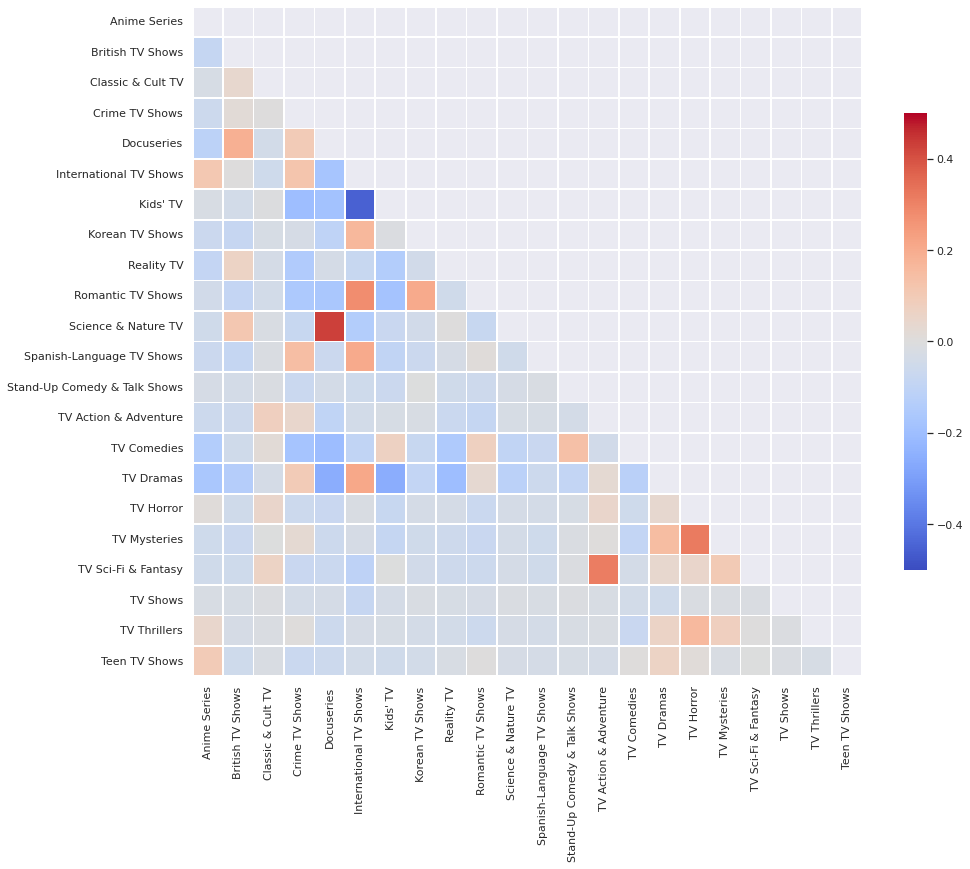 Anime Series
British TV Shows
Classic & Cult TV
Crime TV Shows
Docuseries
International TV Shows
Kids' TV
Korean TV Shows
Reality TV
Romantic TV Shows
Science & Nature TV
Spanish-Language TV Shows
Stand-Up Comedy & Talk Shows
TV Action & Adventure
TV Comedies
TV Dramas
TV Horror
TV Mysteries
TV Sci-Fi & Fantasy
TV Shows
TV Thrillers
Teen TV Shows
Anime Series
British TV Shows
Classic & Cult TV
Crime TV Shows
Docuseries
International TV Shows
Kids' TV
Korean TV Shows
Reality TV
Romantic TV Shows
Science & Nature TV
Spanish-Language TV Shows
Stand-Up Comedy & Talk Shows
TV Action & Adventure
TV Comedies
TV Dramas
TV Horror
TV Mysteries
TV Sci-Fi & Fantasy
TV Shows
TV Thrillers
Teen TV Shows
0.4
0.2
0.0
−0.2
−0.4